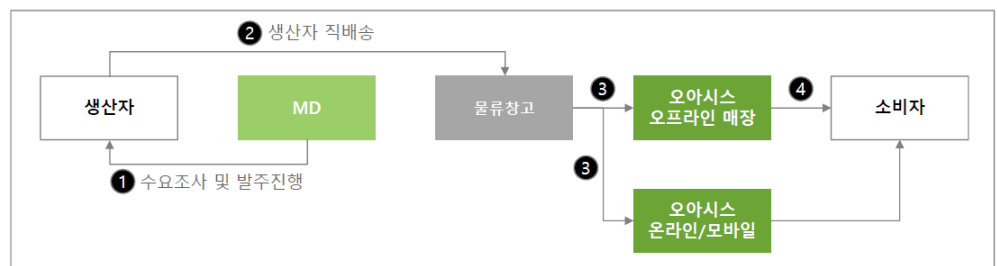 2 생산자 직배송
생산자
MD
물류창고
3
오아시스
오프라인 매장
4
소비자
1 수요조사 및 발주진행
3
오아시스
온라인/모바일